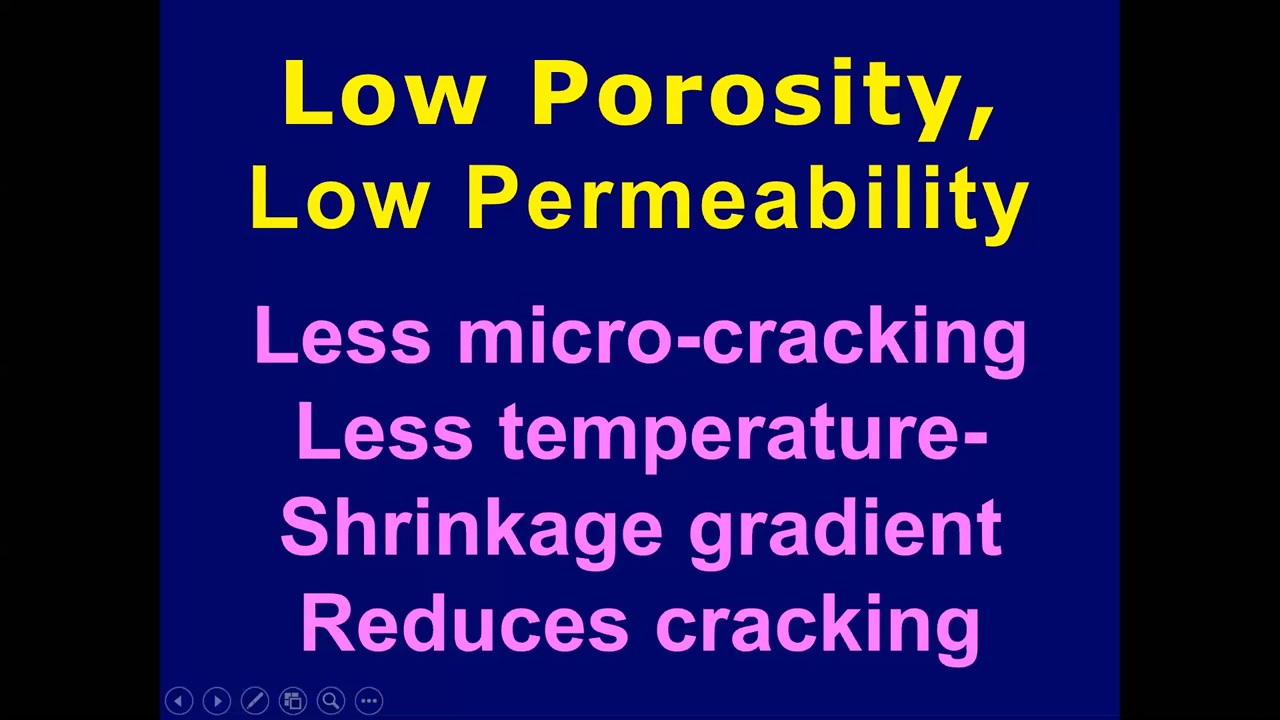 Low Porosity,
Low Permeability
Less micro-cracking
Less temperature-
Shrinkage gradient
Reduces cracking